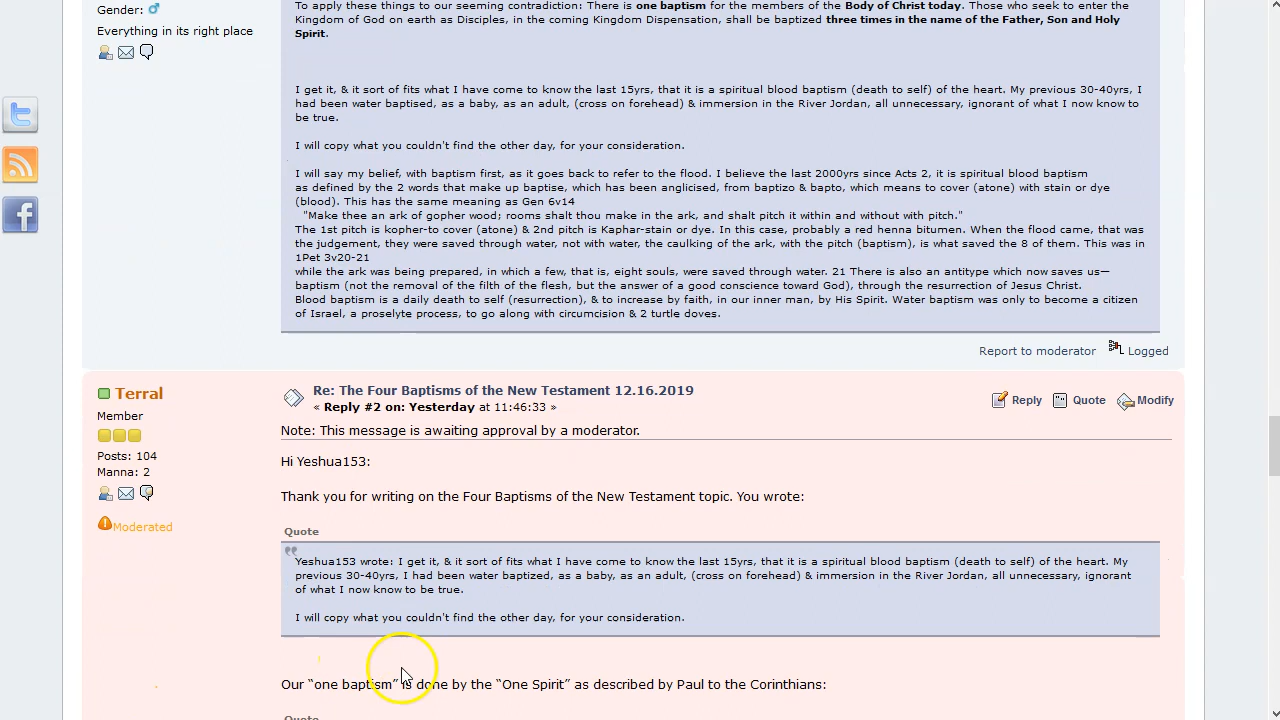 To apply these things to our seeming contradiction: There is one baptism for the members of the Body of Christ today. Those who seek to enter the
Gender:
Kingdom of God on earth as Disciples, in the coming Kingdom Dispensation, shall be baptized three times in the name of the Father, Son and Holy
Everything in its right place
Spirit.
I get it, & it sort of fits what I have come to know the last 15yrs, that it is a spiritual blood baptism (death to self) of the heart. My previous 30-40yrs, I
had been water baptised, as a baby, as an adult, (cross on forehead) & immersion in the River Jordan, all unnecessary, ignorant of what I now know to
be true.
I will copy what you couldn't find the other day, for your consideration.
I will say my belief, with baptism first, as it goes back to refer to the flood. I believe the last 2000yrs since Acts 2, it is spiritual blood baptism
as defined by the 2 words that make up baptise, which has been anglicised, from baptizo & bapto, which means to cover (atone) with stain or dye
(blood). This has the same meaning as Gen 6v14
"Make thee an ark of gopher wood; rooms shalt thou make in the ark, and shalt pitch it within and without with pitch."
The 1st pitch is kopher-to cover (atone) & 2nd pitch is Kaphar-stain or dye. In this case, probably a red henna bitumen. When the flood came, that was
the judgement, they were saved through water, not with water, the caulking of the ark, with the pitch (baptism), is what saved the 8 of them. This was in
1Pet 3v20-21
while the ark was being prepared, in which a few, that is, eight souls, were saved through water. 21 There is also an antitype which now saves us—
baptism (not the removal of the filth of the flesh, but the answer of a good conscience toward God), through the resurrection of Jesus Christ.
Blood baptism is a daily death to self (resurrection), & to increase by faith, in our inner man, by His Spirit. Water baptism was only to become a citizen
of Israel, a proselyte process, to go along with circumcision & 2 turtle doves.
Report to moderator Logged
Terral
Re: The Four Baptisms of the New Testament 12.16.2019
« Reply #2 on: Yesterday at 11:46:33 »
Reply Quote Modify
Member
Note: This message is awaiting approval by a moderator.
Posts: 104
Hi Yeshua153:
Manna: 2
Thank you for writing on the Four Baptisms of the New Testament topic. You wrote:
Moderated
Quote
Yeshua153 wrote: I get it, & it sort of fits what I have come to know the last 15yrs, that it is a spiritual blood baptism (death to self) of the heart. My
previous 30-40yrs, I had been water baptized, as a baby, as an adult, (cross on forehead) & immersion in the River Jordan, all unnecessary, ignorant
of what I now know to be true.
I will copy what you couldn't find the other day, for your consideration.
Our “one baptism” is done by the “One Spirit” as described by Paul to the Corinthians:
Quote